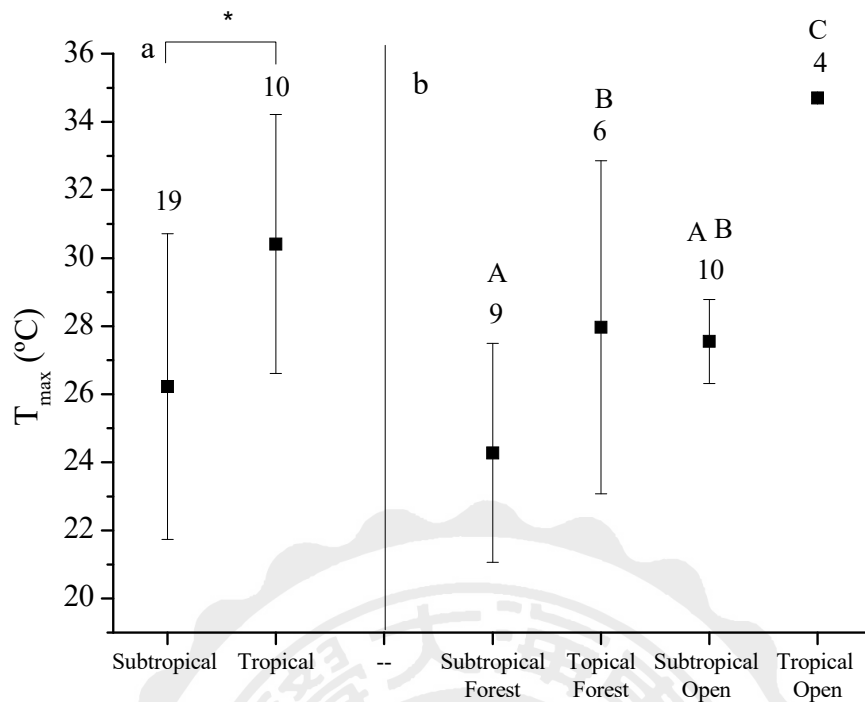 *
a
b
19
10
A
9
B
6
A B
10
C
4
36
34
32
30
28
26
24
22
20
Tmax (ºC)
Subtropical
Tropical
--
Subtropical
Forest
Topical
Forest
Subtropical
Open
Tropical
Open